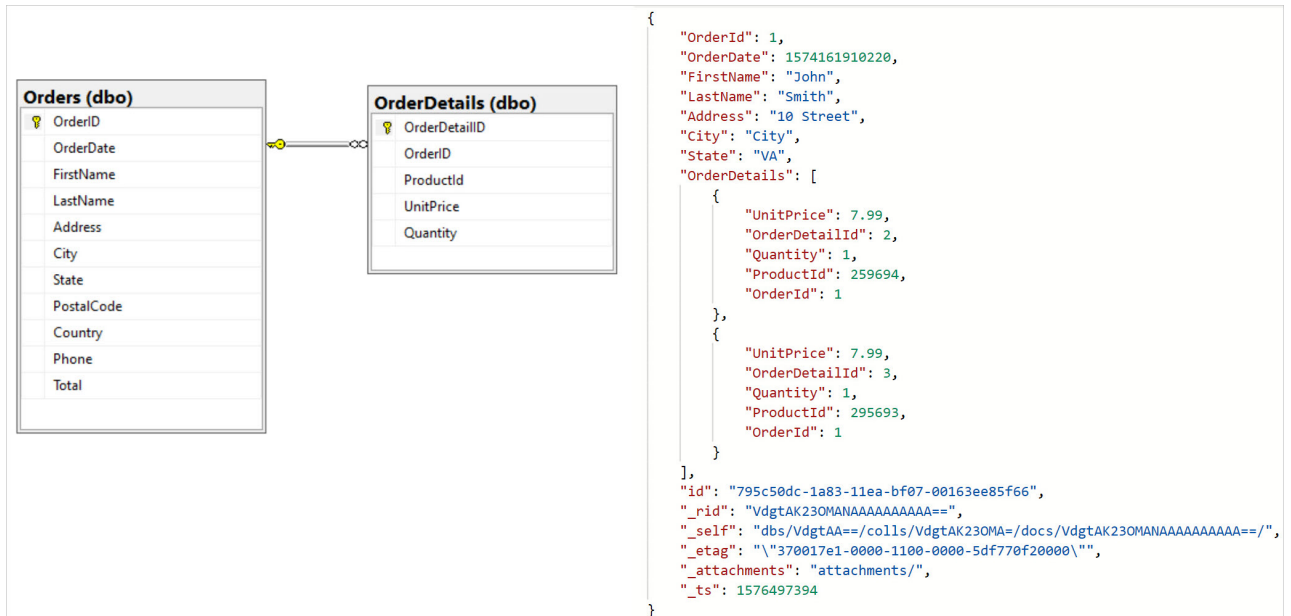 Orders (dbo)
OrderID
OrderDate
FirstName
LastName
Address
City
State
PostalCode
Country
Phone
Total
OrderDetails (dbo)
OrderDetailID
OrderID
ProductId
UnitPrice
Quantity
{
"OrderId": 1,
"OrderDate": 1574161910220,
"FirstName": "John",
"LastName": "Smith",
"Address": "10 Street",
"City": "City",
"State": "VA",
"OrderDetails": [
{
"UnitPrice": 7.99,
"OrderDetailId": 2,
"Quantity": 1,
"ProductId": 259694,
"OrderId": 1
},
{
"UnitPrice": 7.99,
"OrderDetailId": 3,
"Quantity": 1,
"ProductId": 295693,
"OrderId": 1
}
],
"id": "795c50dc-1a83-11ea-bf07-00163ee85f66",
"_rid": "VdgtAK23OMANAAAAAAAAAA==",
"_self": "dbs/VdgtAA==/colls/VdgtAK23OMA=/docs/VdgtAK23OMANAAAAAAAAAA==/",
"_etag": "\"370017e1-0000-1100-0000-5df770f20000\"",
"_attachments": "attachments/",
"_ts": 1576497394
}